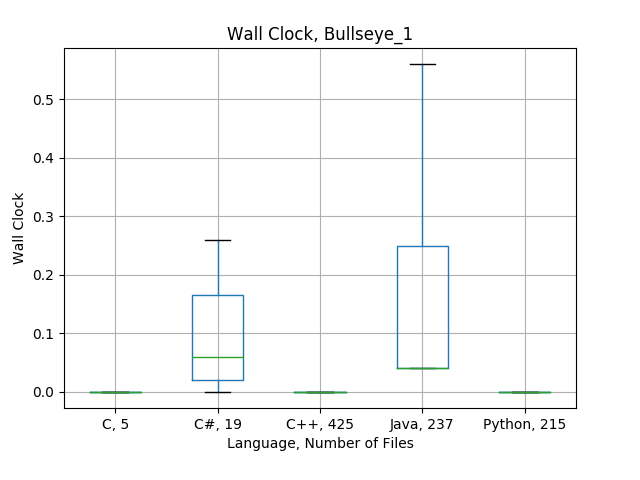 Wall Clock, Bullseye_1
Wall Clock
0.5
0.4
0.3
0.2
0.1
0.0
C, 5
C#, 19
C++, 425
Java, 237
Python, 215
Language, Number of Files